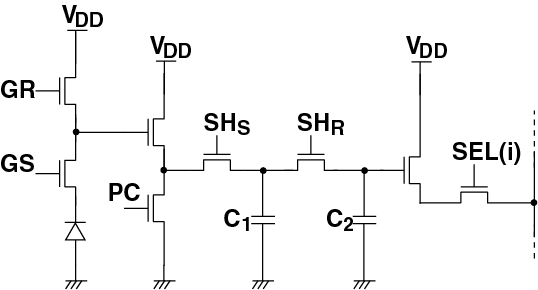 VDD
VDD
VDD
GR
SHS
SHR
SEL(i)
GS
PC
C1
C2